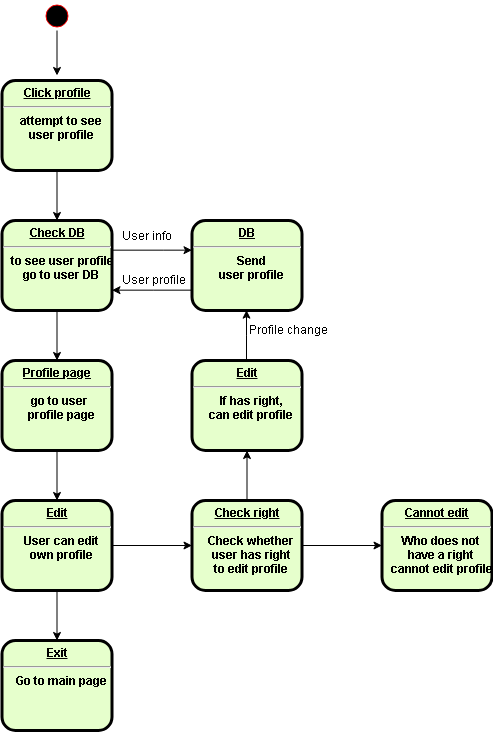 Click profile
attempt to see
user profile
Check DB
to see user profile
go to user DB
User info
User profile
DB
Send
user profile
Profile change
Profile page
go to user
profile page
Edit
If has right,
can edit profile
Edit
User can edit
own profile
Check right
Check whether
user has right
to edit profile
Cannot edit
Who does not
have a right
cannot edit profile
Exit
Go to main page